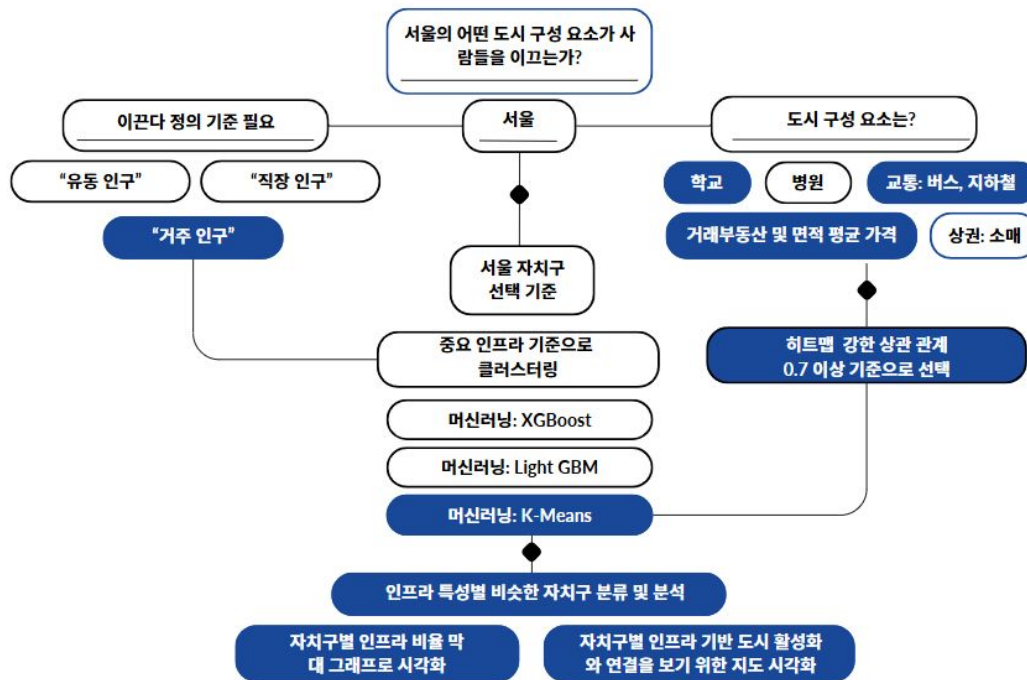 서울의 어떤 도시 구성 요소가 사
람들을 이끄는가?
이끈다 정의 기준 필요
서울
도시 구성 요소는?
“유동 인구”
“직장 인구”
학교
병원
교통: 버스, 지하철
“거주 인구”
거래부동산 및 면적 평균 가격
상권: 소매
서울 자치구
선택 기준
중요 인프라 기준으로
클러스터링
히트맵 강한 상관 관계
0.7 이상 기준으로 선택
머신러닝: XGBoost
머신러닝: Light GBM
머신러닝: K-Means
인프라 특성별 비슷한 자치구 분류 및 분석
자치구별 인프라 비율 막
대 그래프로 시각화
자치구별 인프라 기반 도시 활성화
와 연결을 보기 위한 지도 시각화